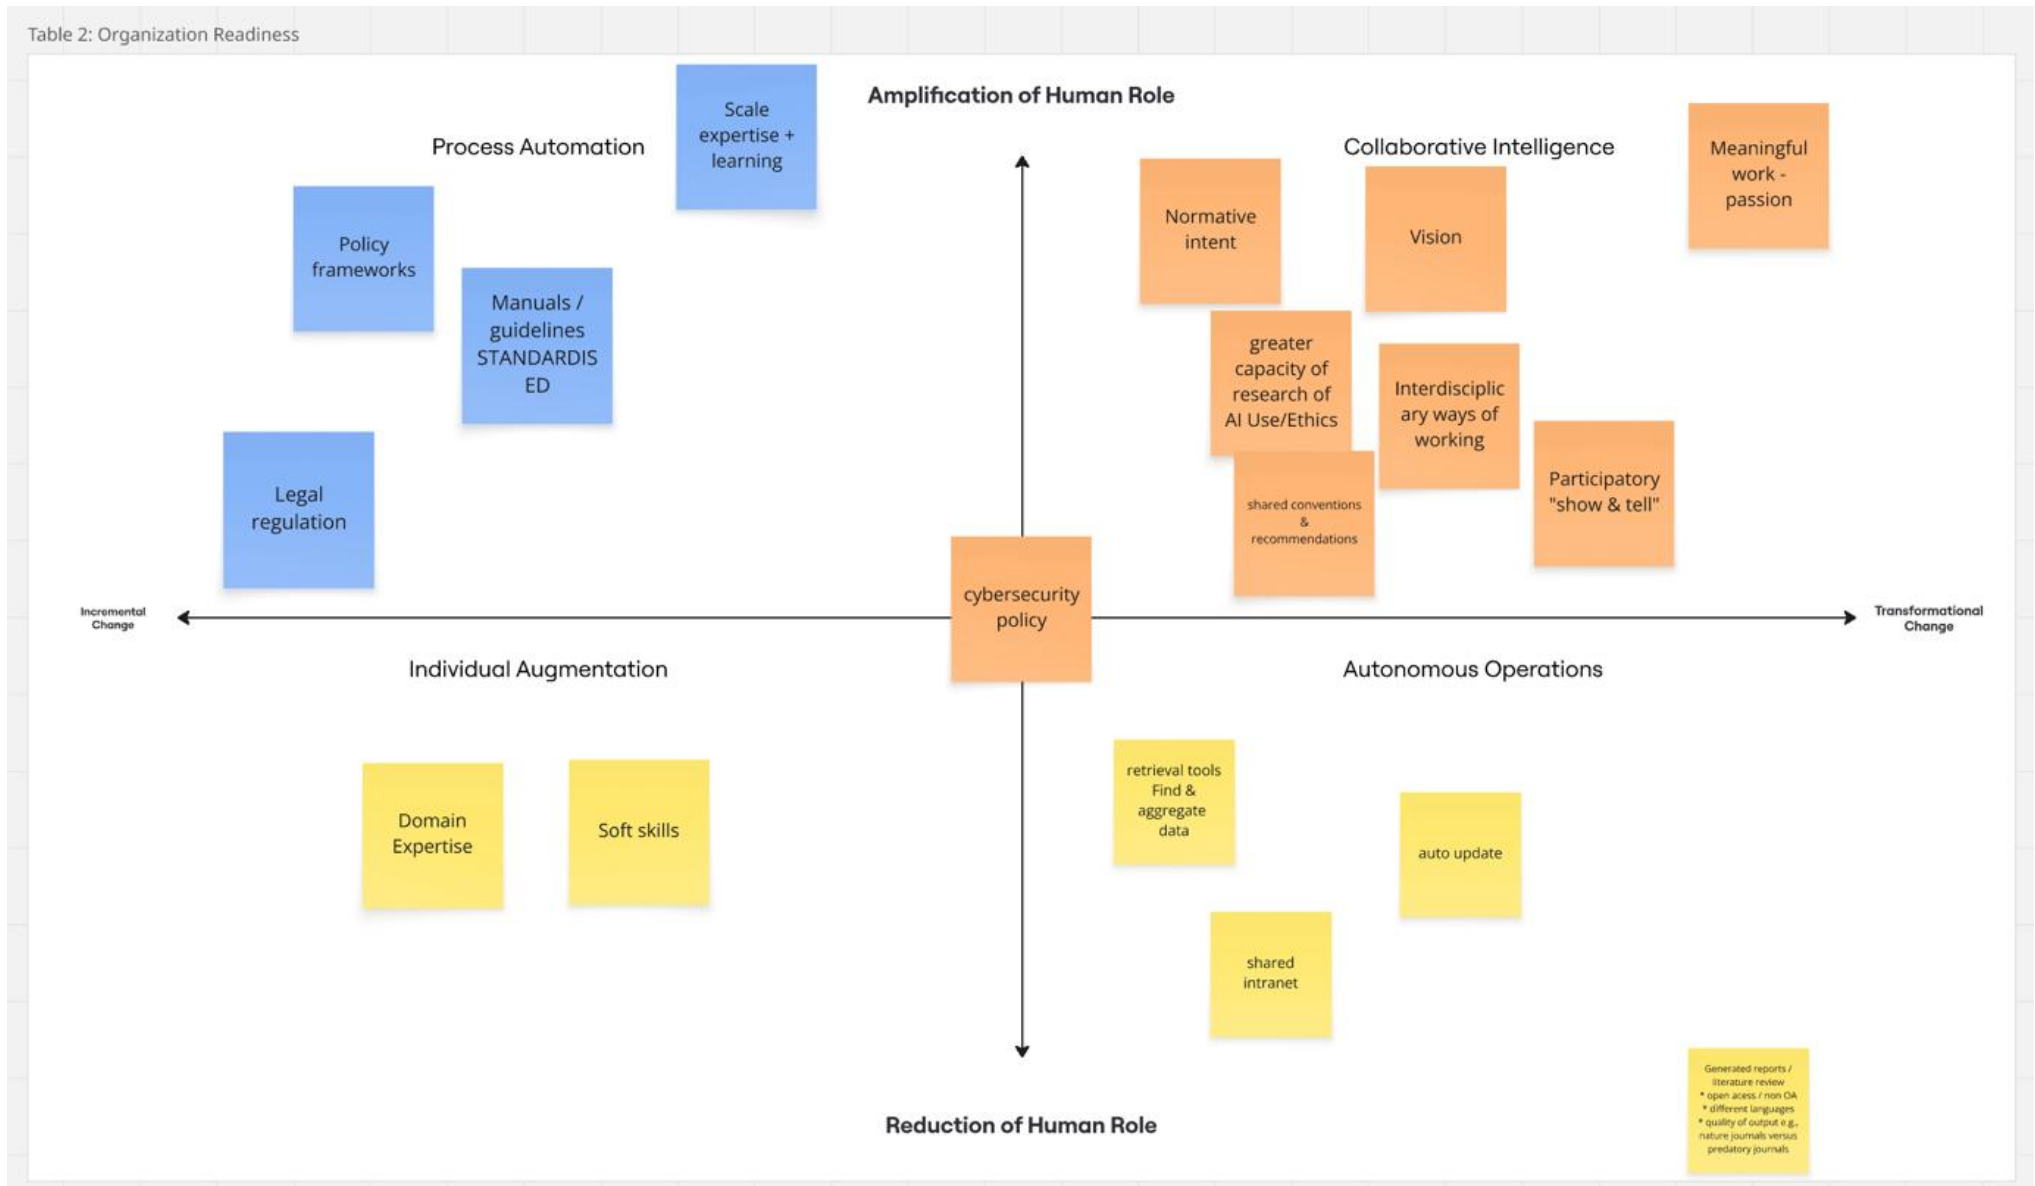 Table 2: Organization Readiness
Amplification of Human Role
Process Automation
Scale
expertise +
learning
Policy
frameworks
Manuals /
guidelines
STANDARDIS
ED
Legal
regulation
Collaborative Intelligence
Meaningful
work -
passion
Normative
intent
Vision
greater
capacity of
research of
AI Use/Ethics
Interdisciplic
ary ways of
working
Participatory
"show & tell"
shared conventions
&
recommendations
cybersecurity
policy
Incremental
Change
Transformational
Change
Individual Augmentation
Domain
Expertise
Soft skills
Autonomous Operations
retrieval tools
Find &
aggregate
data
auto update
shared
intranet
Generated reports /
literature review
* open acess / non OA
* different languages
* quality of output e.g.,
nature journals versus
predatory journals
Reduction of Human Role